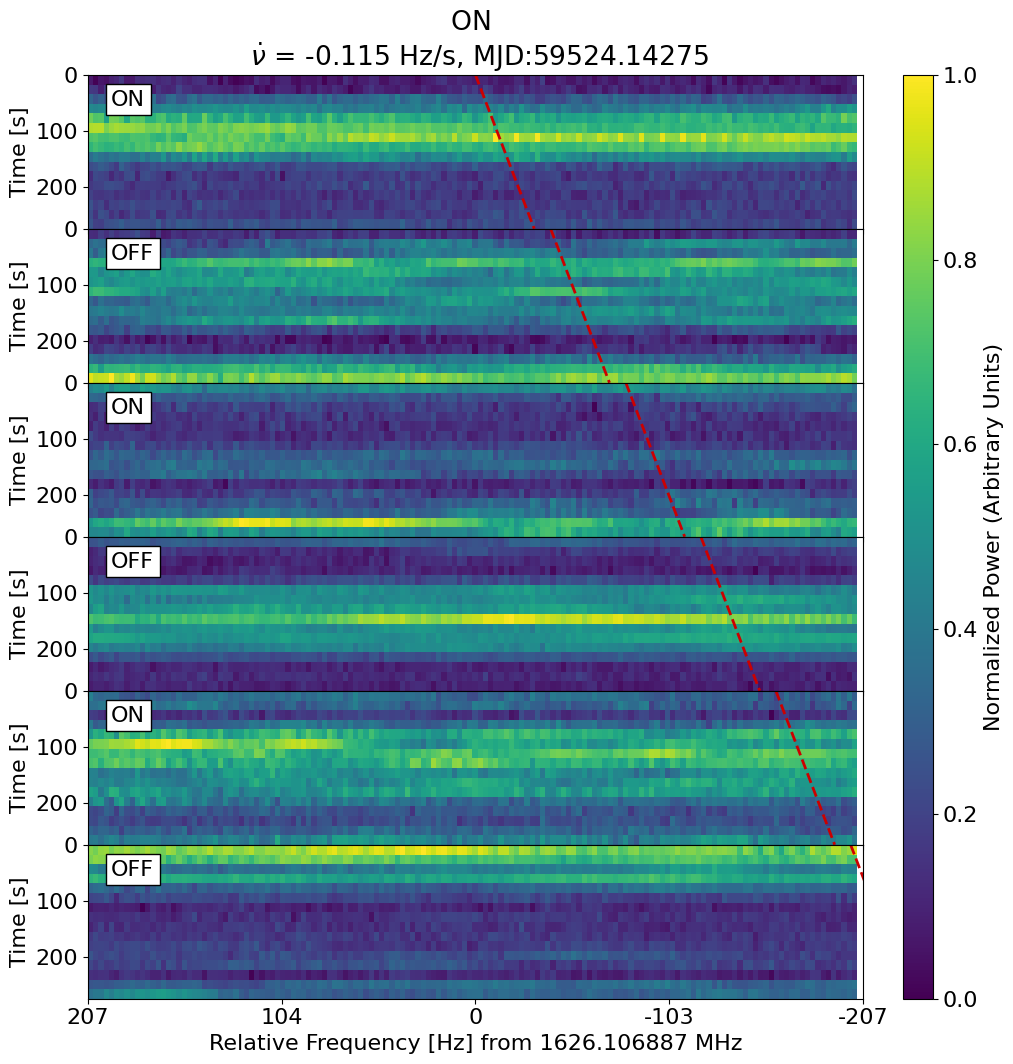 ON
ν̇ = -0.115 Hz/s, MJD:59524.14275
0
ON
100
Time [s]
200
0
OFF
100
Time [s]
200
0
ON
100
Time [s]
200
0
OFF
100
Time [s]
200
0
ON
100
Time [s]
200
0
OFF
100
Time [s]
200
207 104 0 -103 -207
Relative Frequency [Hz] from 1626.106887 MHz
1.0
0.8
0.6
0.4
0.2
0.0
Normalized Power (Arbitrary Units)